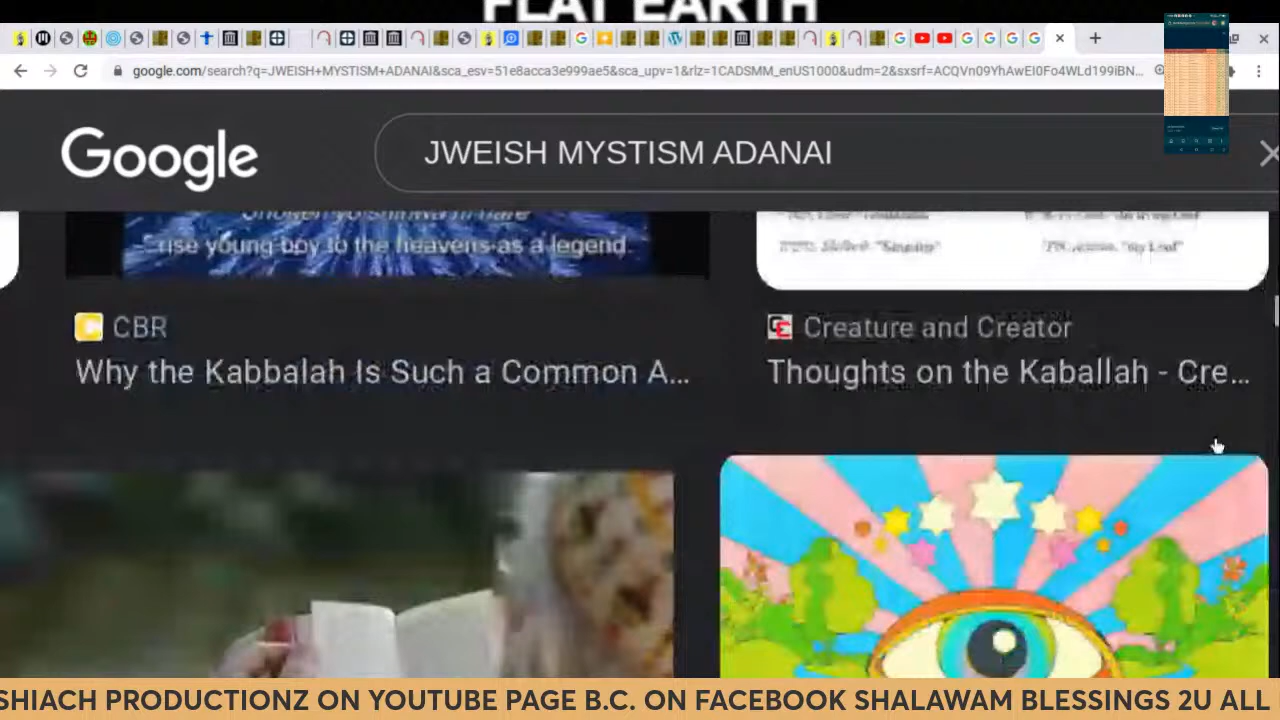 FLAT EARTH
google.com/search?q=JWEISH+MYSTISM+ADANAI&sca_esv=51e8acca3e999ae5&sca_upv=1&rlz=1CADSMM_enUS1000&udm=2&sxsrf=ACQVn09YhAwEI0Fo4WLd199iBN...
Google
JWEISH MYSTISM ADANAI
rise young boy to the heavens as a legend.
CBR
Creature and Creator
Why the Kabbalah Is Such a Common A...
Thoughts on the Kaballah - Cre...
SHIACH PRODUCTIONZ ON YOUTUBE PAGE B.C. ON FACEBOOK SHALAWAM BLESSINGS 2U ALL